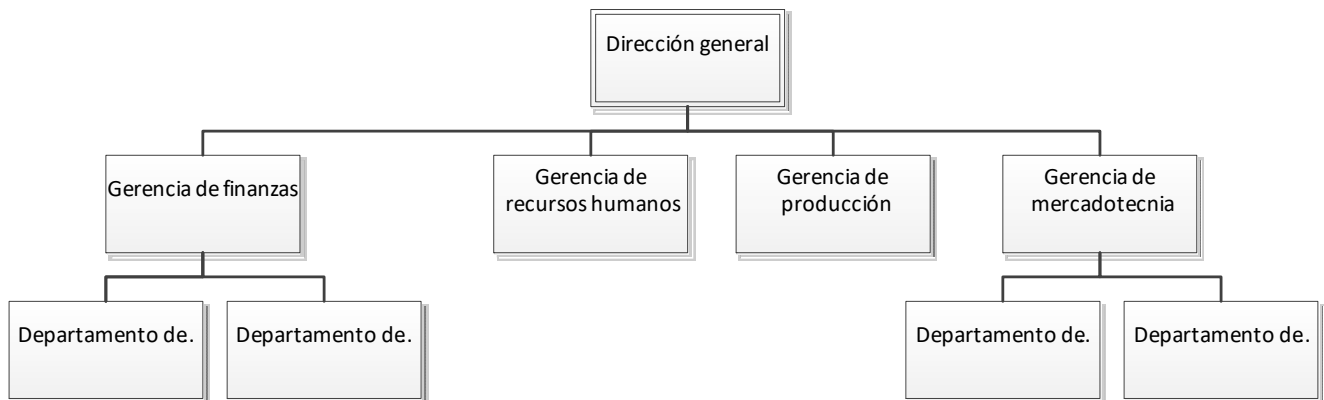 Dirección general
Gerencia de finanzas
Gerencia de
recursos humanos
Gerencia de
producción
Gerencia de
mercadotecnia
Departamento de.
Departamento de.
Departamento de.
Departamento de.